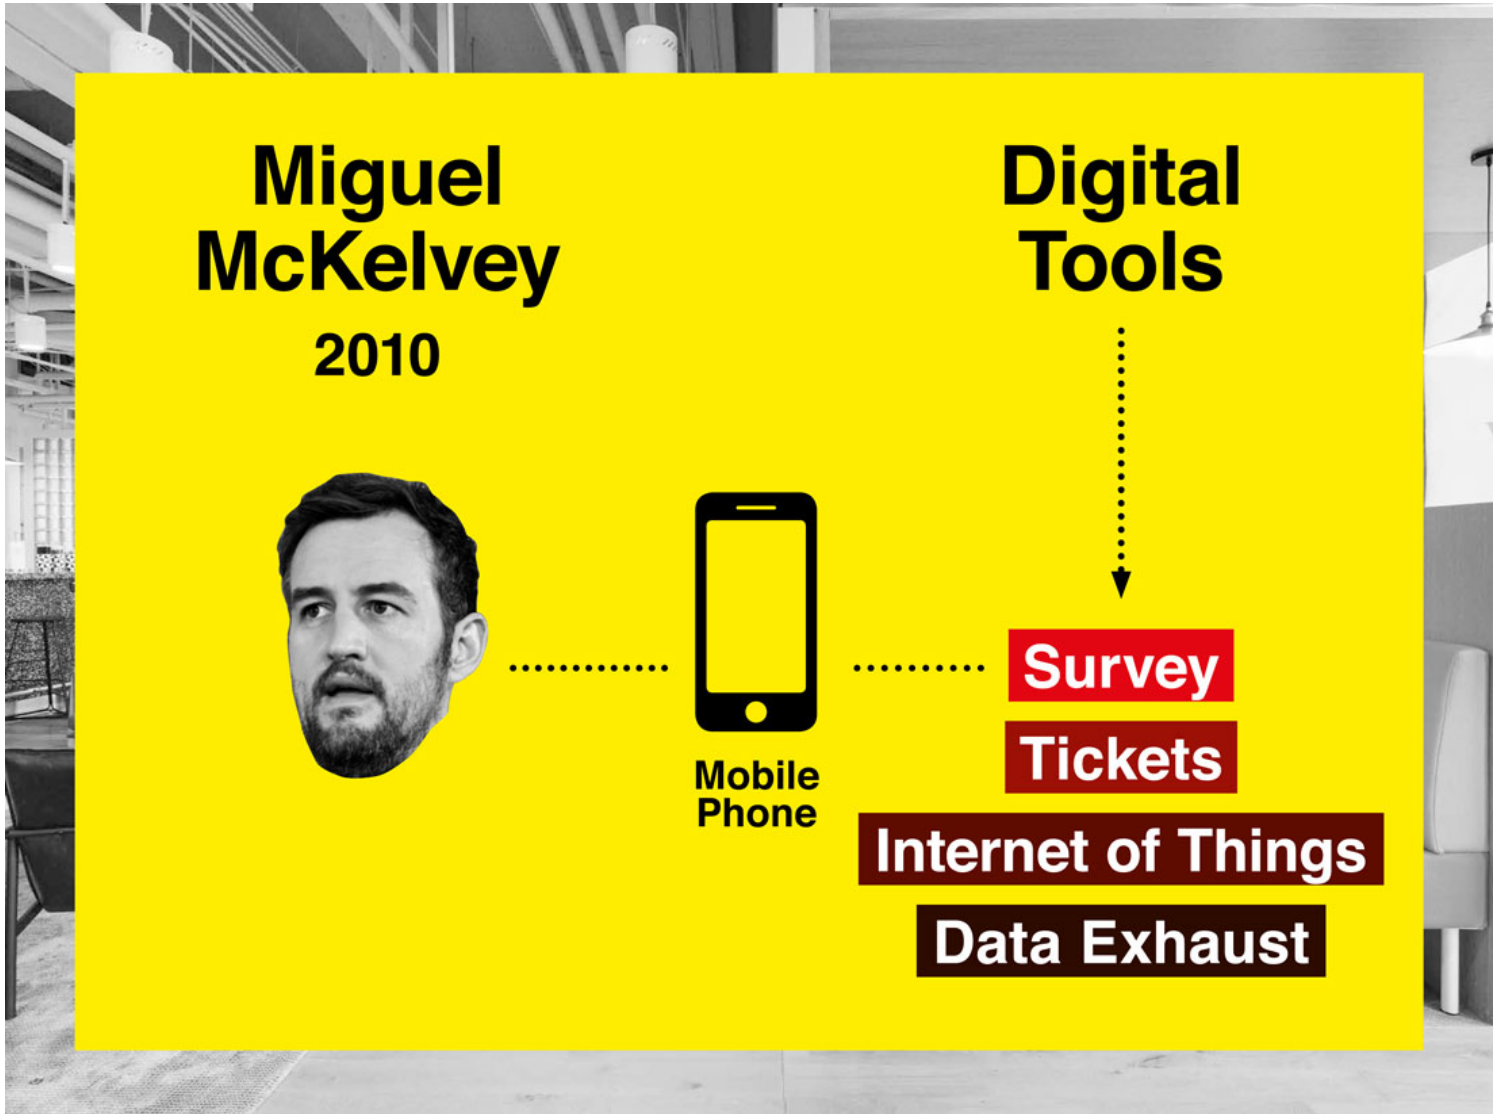 Miguel
McKelvey
2010
Digital
Tools
Mobile
Phone
Survey
Tickets
Internet of Things
Data Exhaust